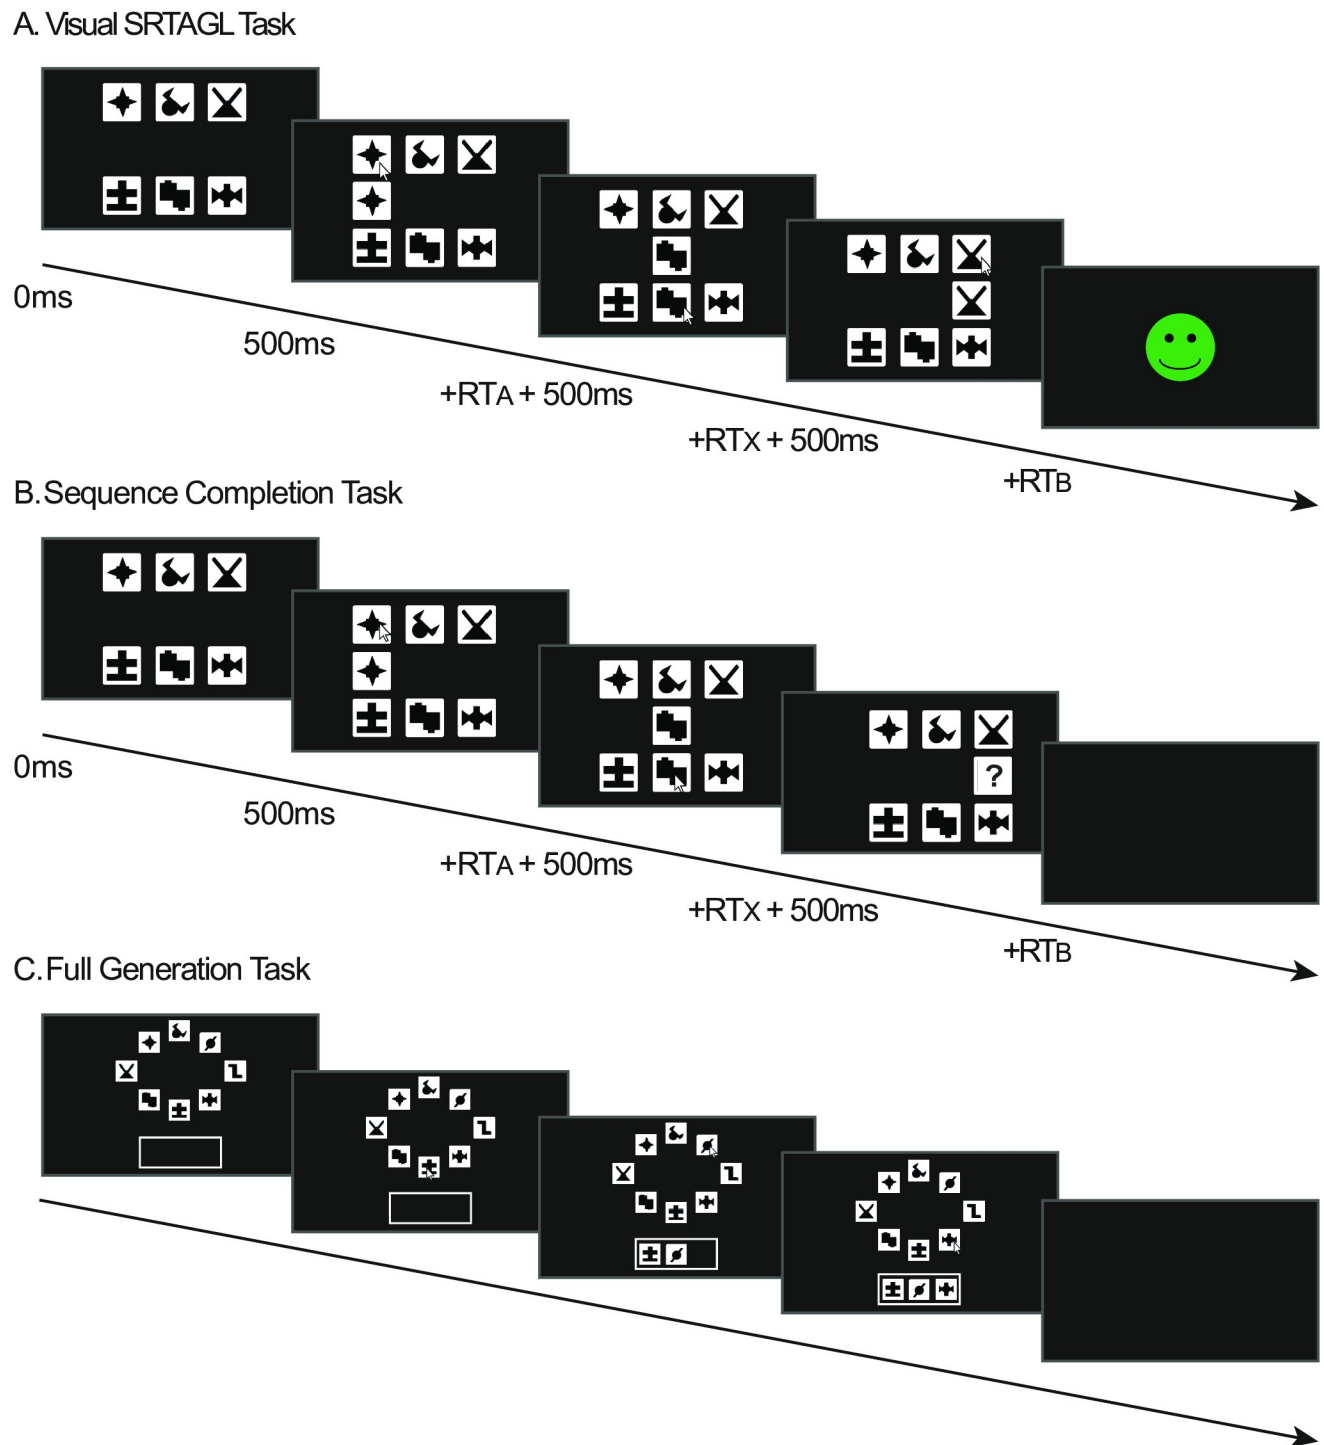 A. Visual SRTAGL Task
0ms
500ms
+RTA + 500ms
+RTX + 500ms
+RTB
B. Sequence Completion Task
?
0ms
500ms
+RTA + 500ms
+RTX + 500ms
+RTB
C. Full Generation Task